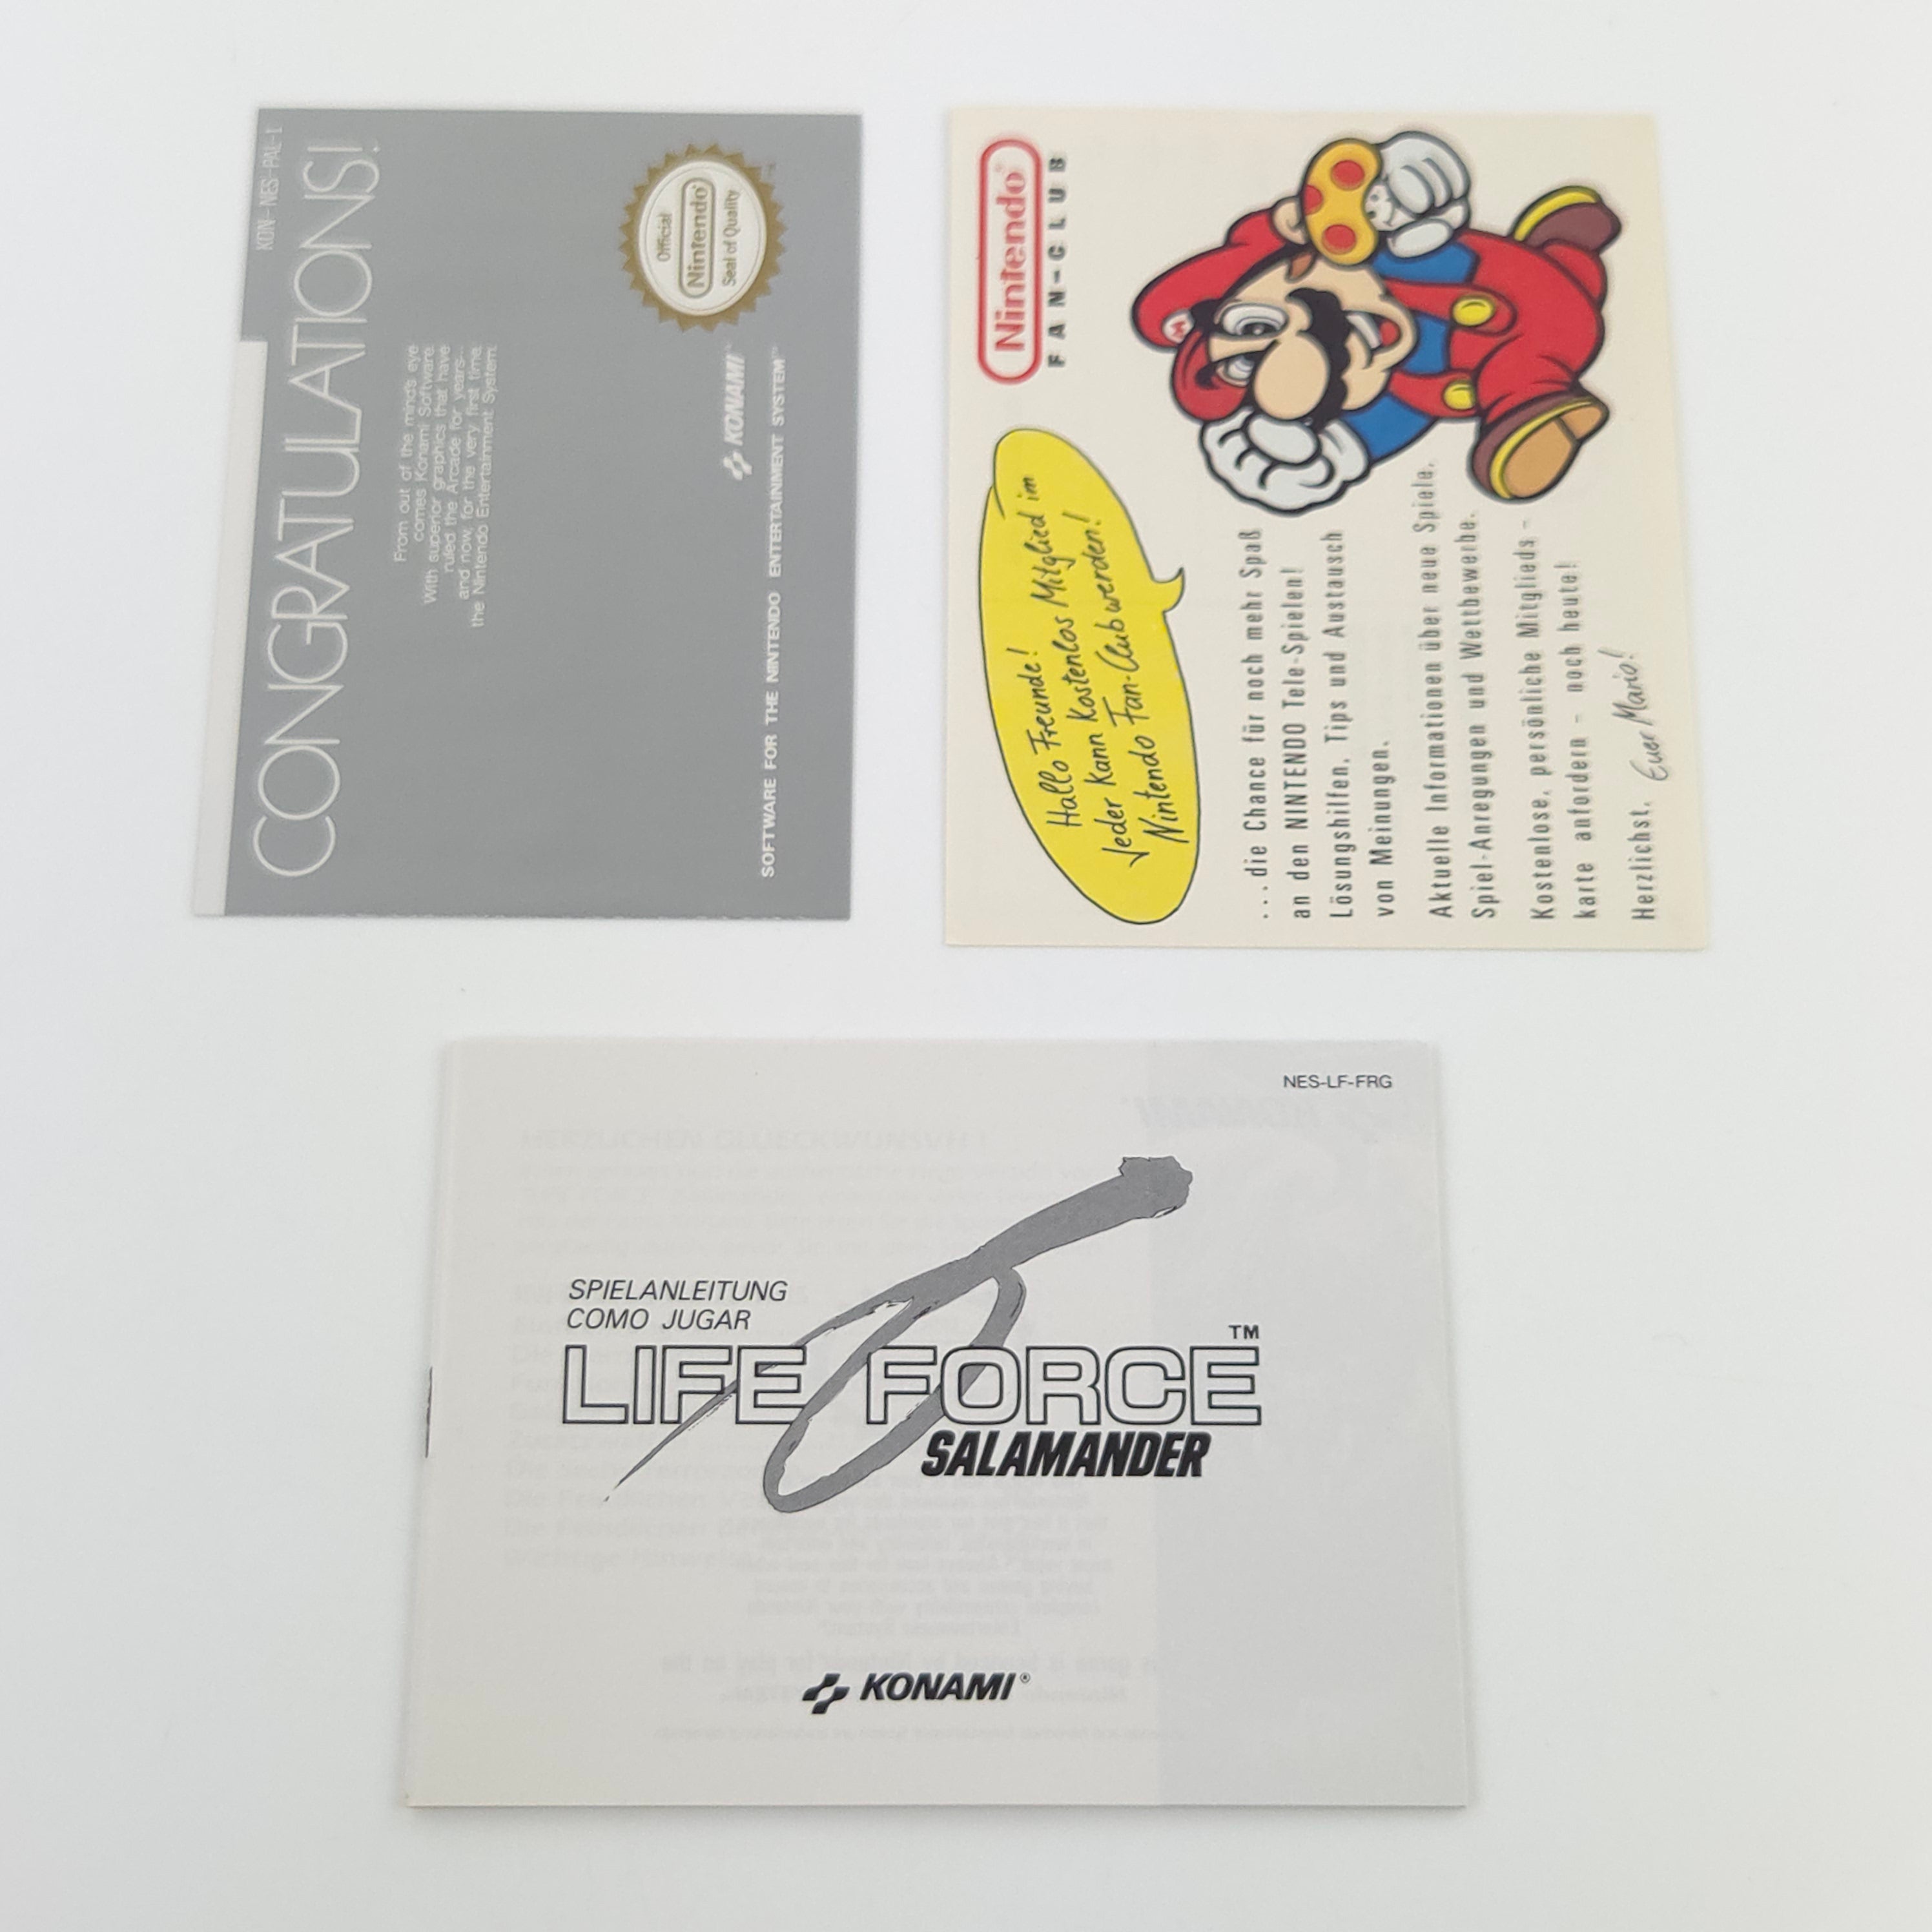 KON-NES-PAL-1
CONGRATULATIONS!
From out of the mind's eye
comes Konami Software.
With superior graphics that have
ruled the Arcade for years—
and now, for the very first time,
the Nintendo Entertainment System.
Official
Nintendo®
Seal of Quality
TM
KONAMI™
SOFTWARE FOR THE NINTENDO ENTERTAINMENT SYSTEM™
Nintendo®
FAN-CLUB
Hallo Freunde!
Jeder kann kostenlos Mitglied im
Nintendo Fan-Club werden!
M
...die Chance für noch mehr Spaß
an den NINTENDO Tele-Spielen!
Lösungshilfen, Tips und Austausch
von Meinungen.
Aktuelle Informationen über neue Spiele,
Spiel-Anregungen und Wettbewerbe.
Kostenlose, persönliche Mitglieds-
karte anfordern - noch heute!
Herzlichst, Euer Mario!
NES-LF-FRG
SPIELANLEITUNG
COMO JUGAR
LIFE FORCE™
SALAMANDER
KONAMI®